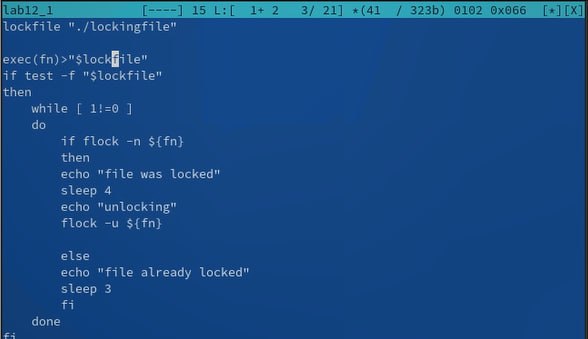 lab12_1 [----] 15 L:[ 1+ 2 3/ 21] *(41 / 323b) 0102 0x066 [*][X]
lockfile "./lockingfile"
exec(fn)>"$lockfile"
if test -f "$lockfile"
then
while [ 1!=0 ]
do
if flock -n ${fn}
then
echo "file was locked"
sleep 4
echo "unlocking"
flock -u ${fn}
else
echo "file already locked"
sleep 3
fi
done
fi